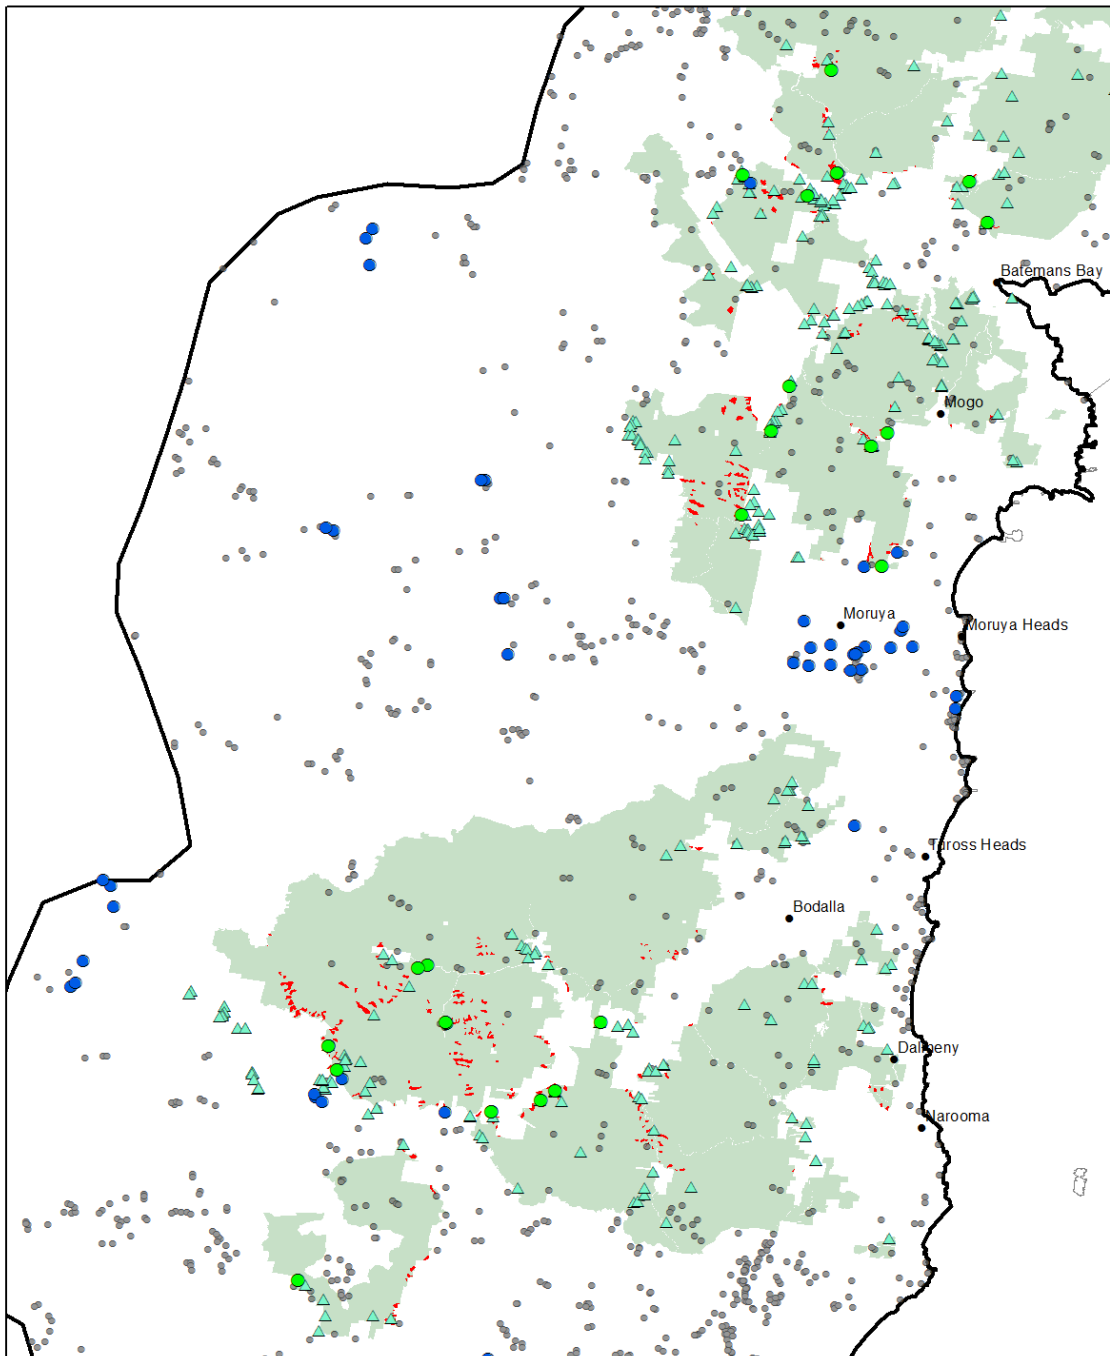 Batemans Bay
Mogo
Moruya
Moruya Heads
Tuross Heads
Bodalla
Dalmeny
Narooma